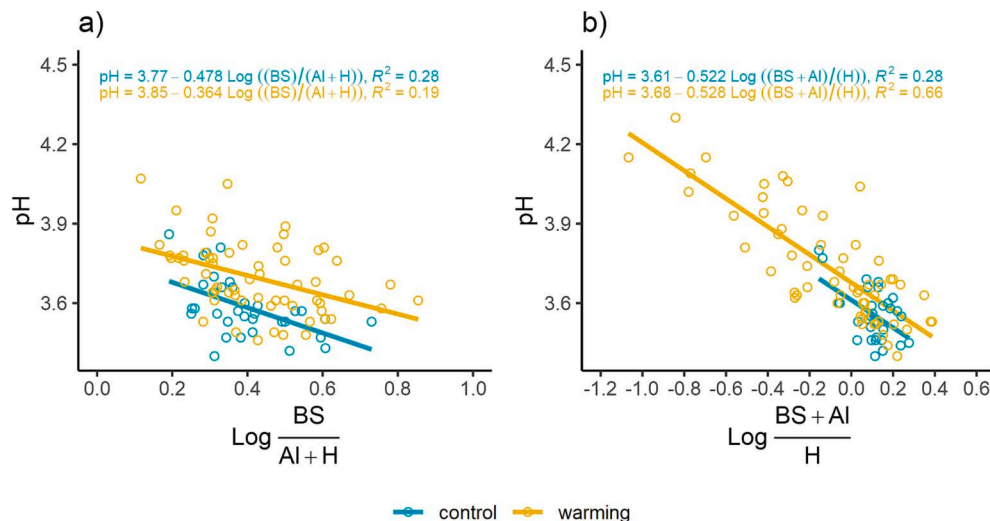 a)
pH = 3.77 − 0.478 Log ((BS)/(Al + H)), R² = 0.28
pH = 3.85 − 0.364 Log ((BS)/(Al + H)), R² = 0.19
pH
4.5
4.2
3.9
3.6
0.0 0.2 0.4 0.6 0.8 1.0
Log BS
Al + H
b)
pH = 3.61 − 0.522 Log ((BS + Al)/(H)), R² = 0.28
pH = 3.68 − 0.528 Log ((BS + Al)/(H)), R² = 0.66
pH
4.5
4.2
3.9
3.6
-1.2 -1.0 -0.8 -0.6 -0.4 -0.2 0.0 0.2 0.4 0.6
Log BS + Al
H
control warming